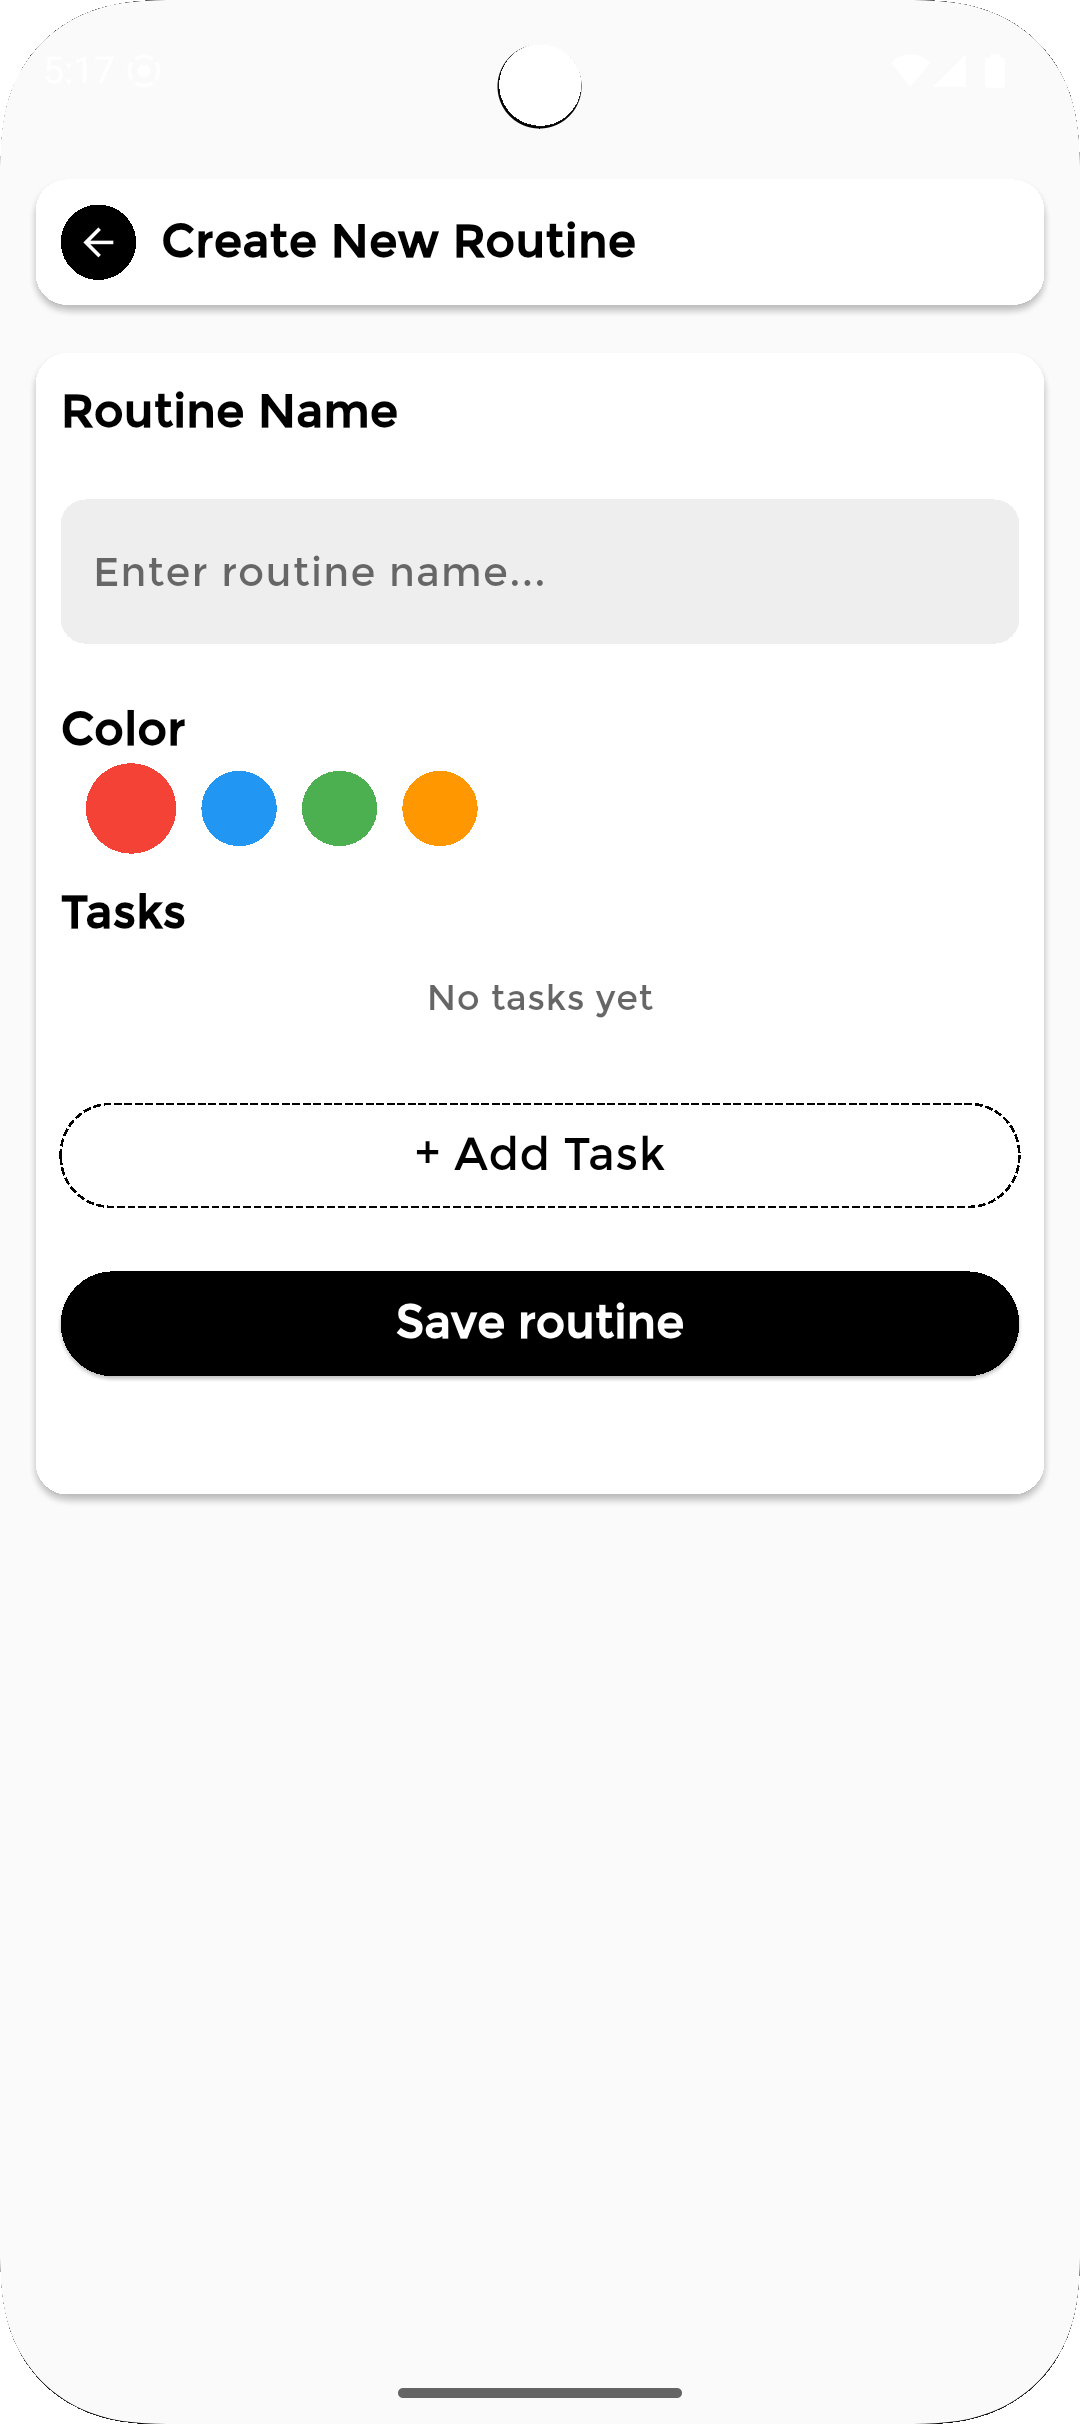 5:17
Create New Routine
Routine Name
Enter routine name...
Color
Tasks
No tasks yet
+ Add Task
Save routine